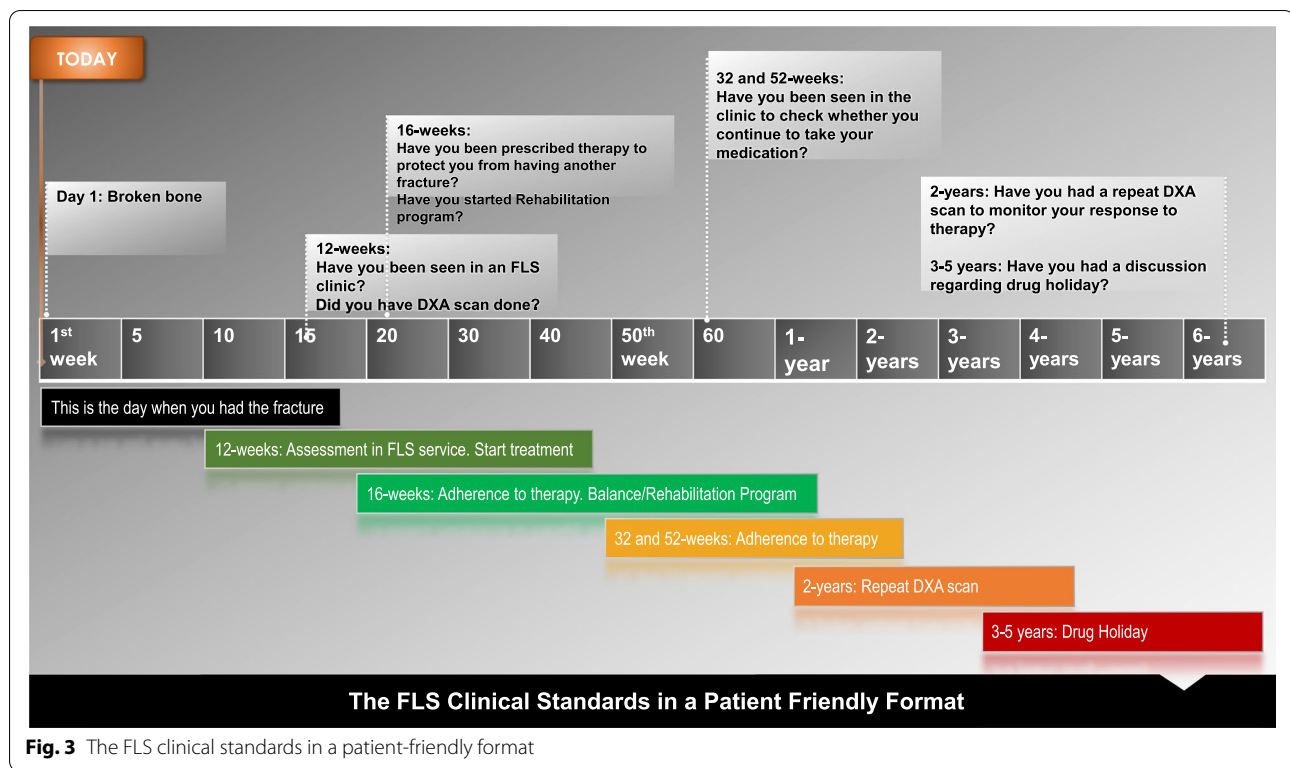 TODAY
Day 1: Broken bone
16-weeks:
Have you been prescribed therapy to
protect you from having another
fracture?
Have you started Rehabilitation
program?
12-weeks:
Have you been seen in an FLS
clinic?
Did you have DXA scan done?
32 and 52-weeks:
Have you been seen in the
clinic to check whether you
continue to take your
medication?
2-years: Have you had a repeat DXA
scan to monitor your response to
therapy?
3-5 years: Have you had a discussion
regarding drug holiday?
1st
week
5
10
15
20
30
40
50th
week
60
1-
year
2-
years
3-
years
4-
years
5-
years
6-
years
This is the day when you had the fracture
12-weeks: Assessment in FLS service. Start treatment
16-weeks: Adherence to therapy. Balance/Rehabilitation Program
32 and 52-weeks: Adherence to therapy
2-years: Repeat DXA scan
3-5 years: Drug Holiday
The FLS Clinical Standards in a Patient Friendly Format
Fig. 3 The FLS clinical standards in a patient-friendly format